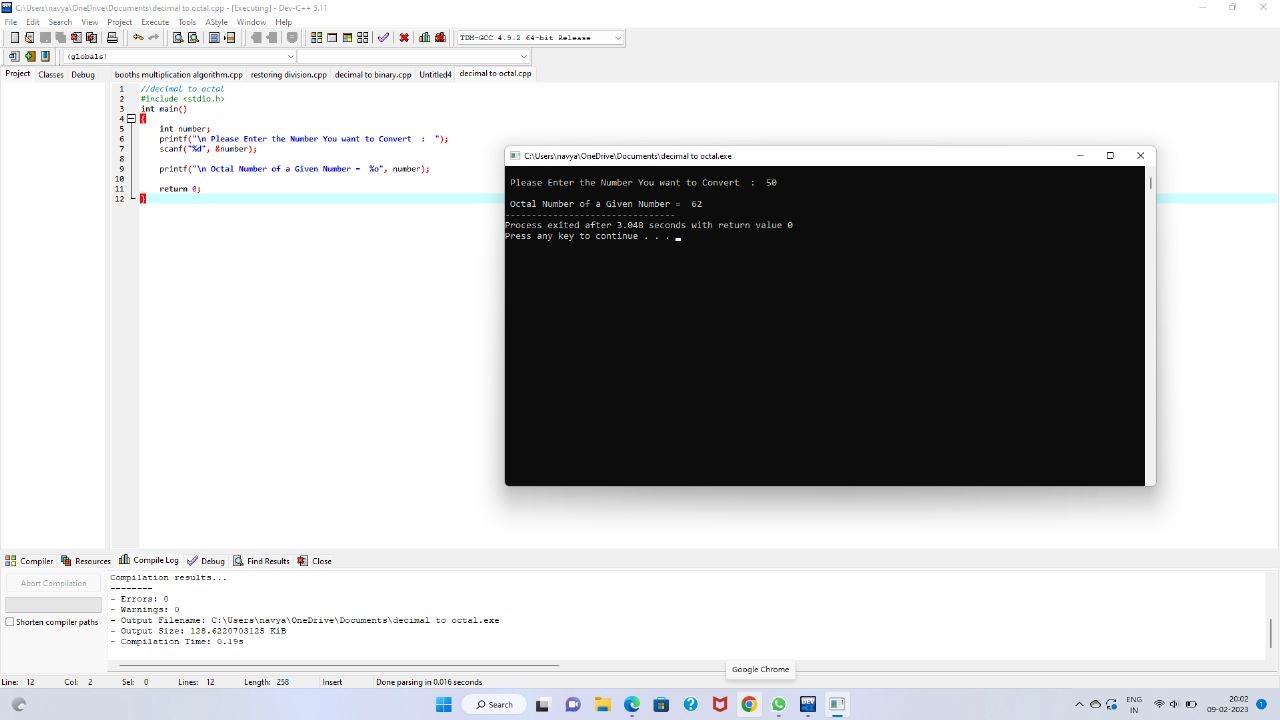 C:\Users\navya\OneDrive\Documents\decimal to octal.cpp - [Executing] - Dev-C++ 5.11
File Edit Search View Project Execute Tools AStyle Window Help
TDM-GCC 4.9.2 64-bit Release
(globals)
Project Classes Debug booths multiplication algorithm.cpp restoring division.cpp decimal to binary.cpp Untitled4 decimal to octal.cpp
1 //decimal to octal
2 #include <stdio.h>
3 int main()
4 {
5 int number;
6 printf("\n Please Enter the Number You want to Convert  :  ");
7 scanf("%d", &number);
8
9 printf("\n Octal Number of a Given Number =  %o", number);
10
11 return 0;
12 }
C:\Users\navya\OneDrive\Documents\decimal to octal.exe
Please Enter the Number You want to Convert  :  50
Octal Number of a Given Number =  62
--------------------------------
Process exited after 3.048 seconds with return value 0
Press any key to continue . . .
Compiler Resources Compile Log Debug Find Results Close
Abort Compilation
Shorten compiler paths
Compilation results...
--------
- Errors: 0
- Warnings: 0
- Output Filename: C:\Users\navya\OneDrive\Documents\decimal to octal.exe
- Output Size: 128.6220703125 KiB
- Compilation Time: 0.19s
Google Chrome
Line: 12 Col: Sel: 0 Lines: 12 Length: 258 Insert Done parsing in 0.016 seconds
Search
ENG
IN
20:02
09-02-2023
1